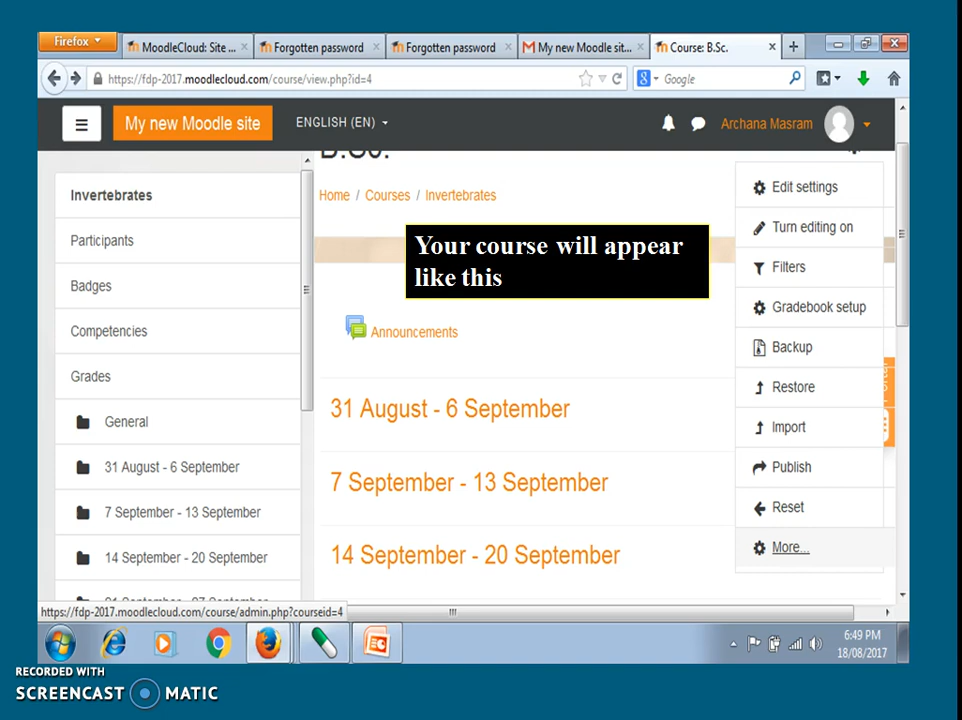 Firefox
MoodleCloud: Site ...
Forgotten password
Forgotten password
My new Moodle sit...
Course: B.Sc.
https://fdp-2017.moodlecloud.com/course/view.php?id=4
Google
My new Moodle site
ENGLISH (EN)
Archana Masram
B.Sc.
Invertebrates
Participants
Badges
Competencies
Grades
General
31 August - 6 September
7 September - 13 September
14 September - 20 September
21 September - 27 September
Home / Courses / Invertebrates
Your course will appear
like this
Announcements
31 August - 6 September
7 September - 13 September
14 September - 20 September
Edit settings
Turn editing on
Filters
Gradebook setup
Backup
Restore
Import
Publish
Reset
More...
https://fdp-2017.moodlecloud.com/course/admin.php?courseid=4
6:49 PM
18/08/2017
RECORDED WITH
SCREENCAST MATIC